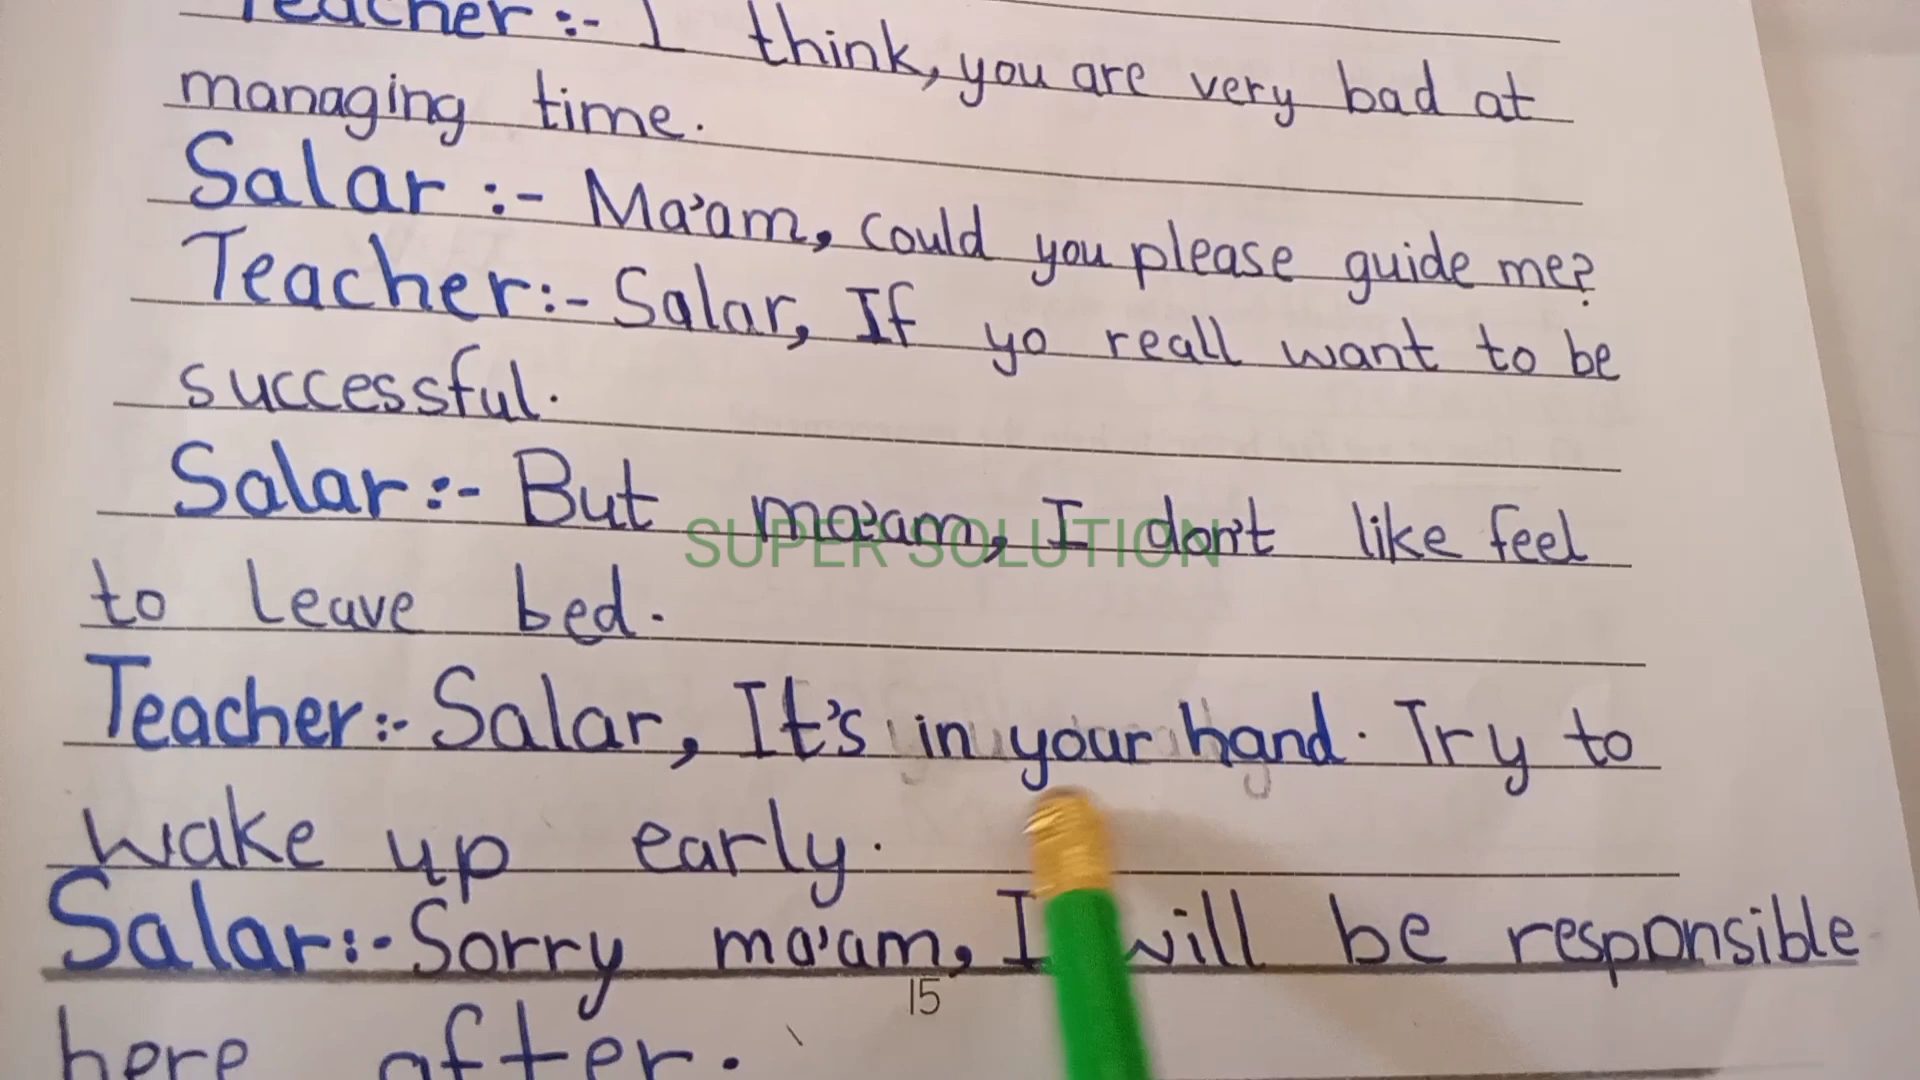 Teacher :- I think, you are very bad at
managing time.
Salar :- Ma'am, could you please guide me?
Teacher:- Salar, If yo reall want to be
successful.
Salar :- But ma'am, I don't like feel
to leave bed.
SUPER SOLUTION
Teacher:- Salar, It's in your hand. Try to
wake up early.
Salar:- Sorry ma'am, I will be responsible
here after.
15